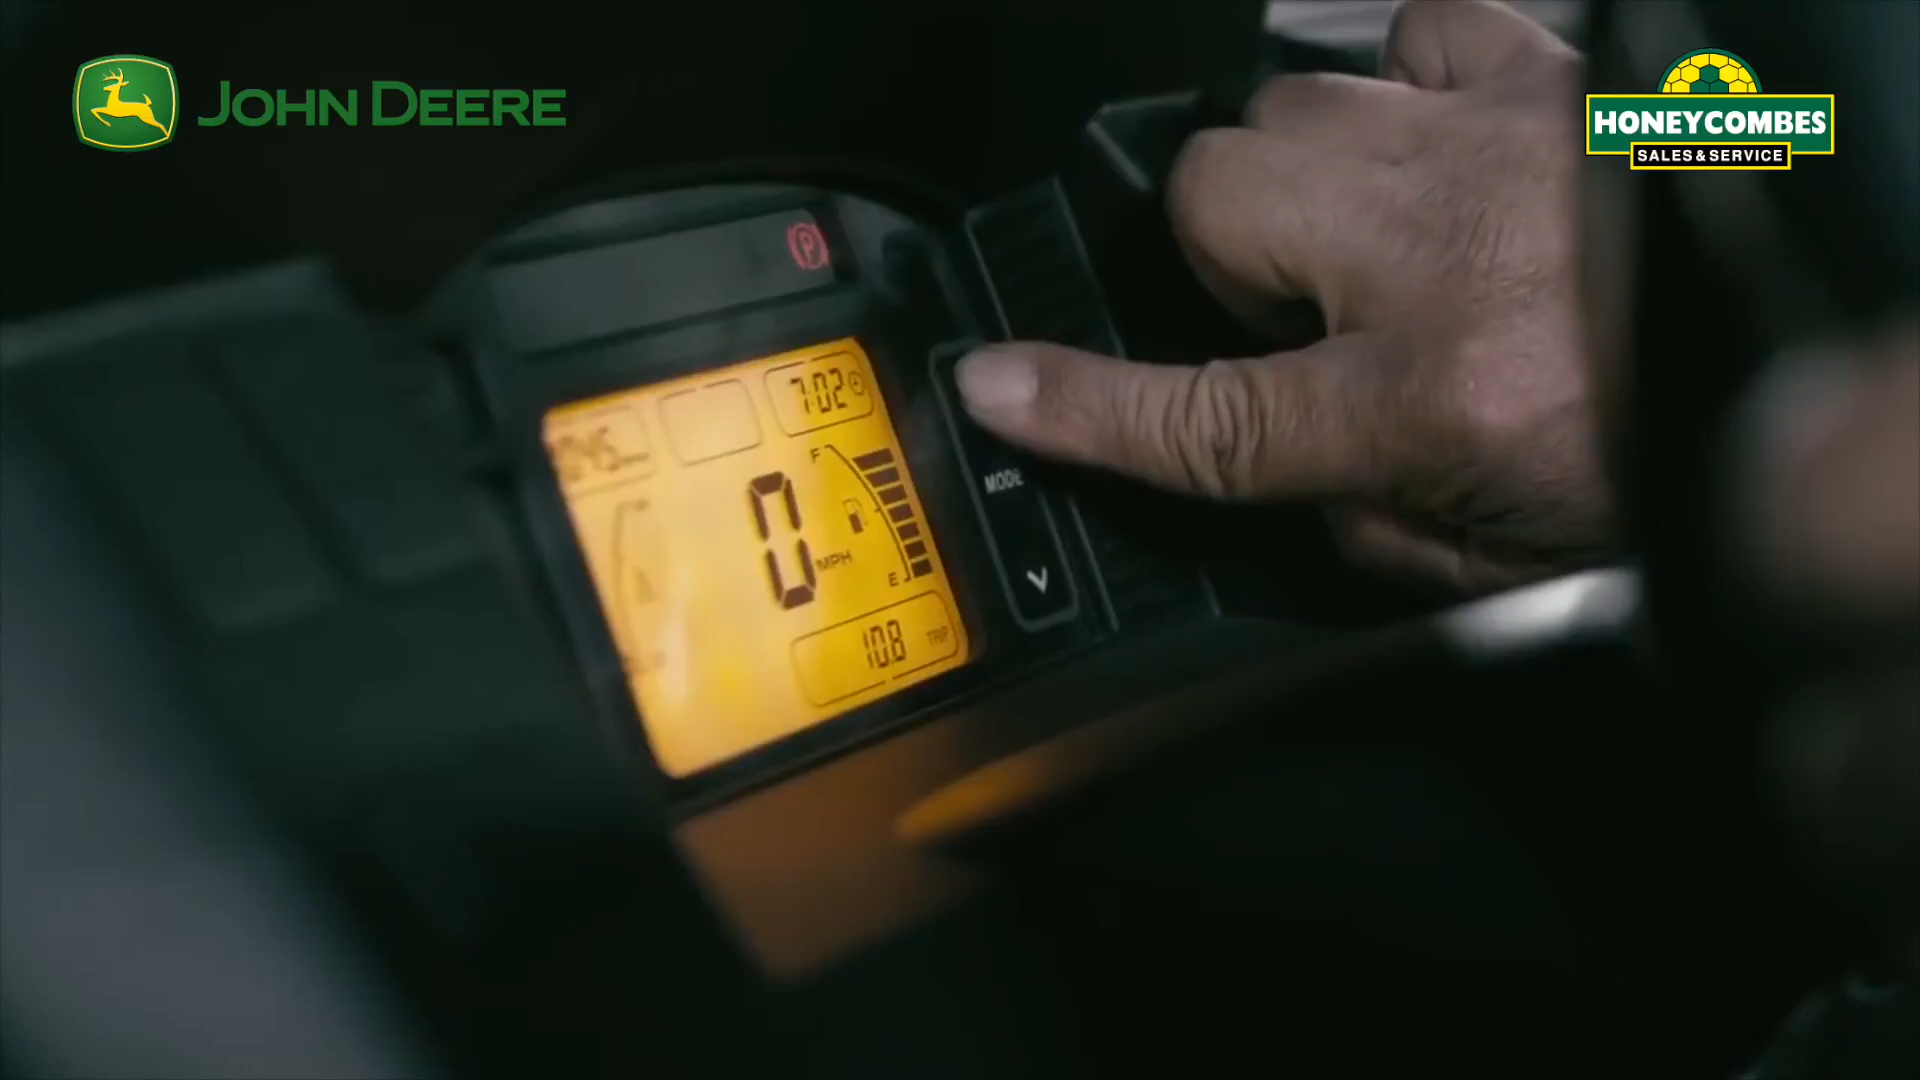 JOHN DEERE
HONEYCOMBES
SALES & SERVICE
P
7:02
F
0
MPH
E
10.8 TRIP
MODE